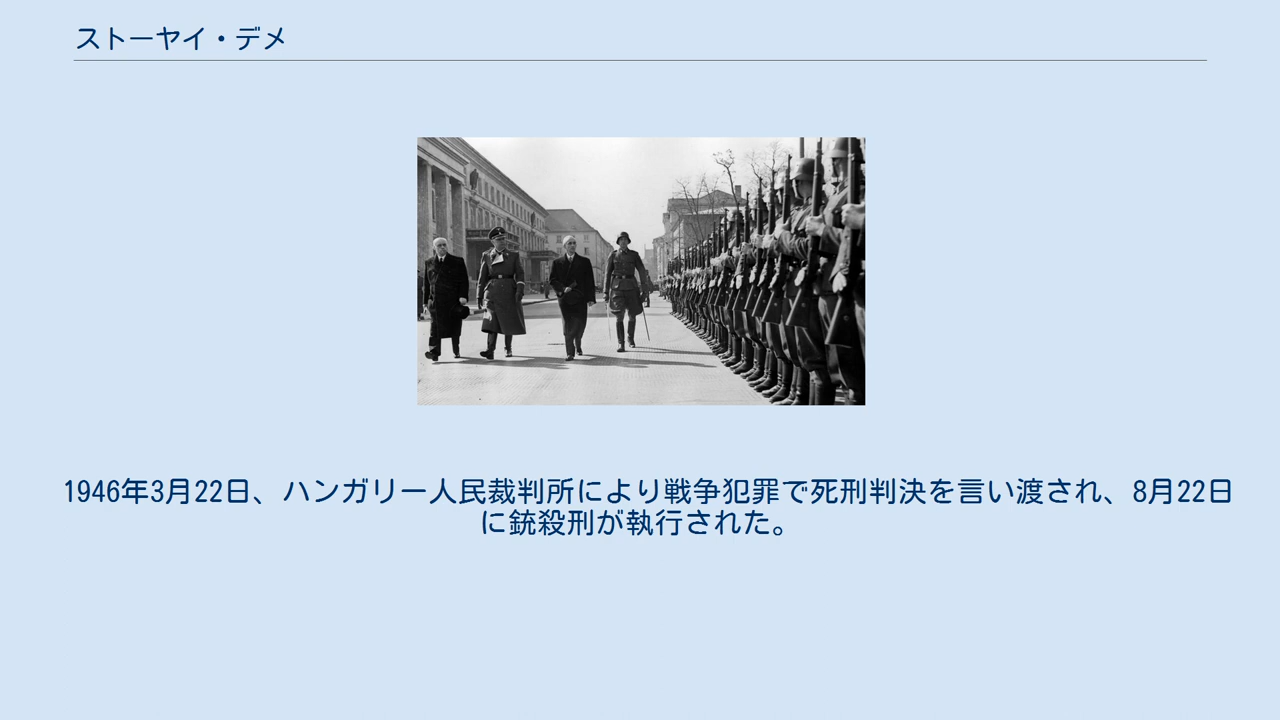 ストーヤイ・デメ
1946年3月22日、ハンガリー人民裁判所により戦争犯罪で死刑判決を言い渡され、8月22日
に銃殺刑が執行された。